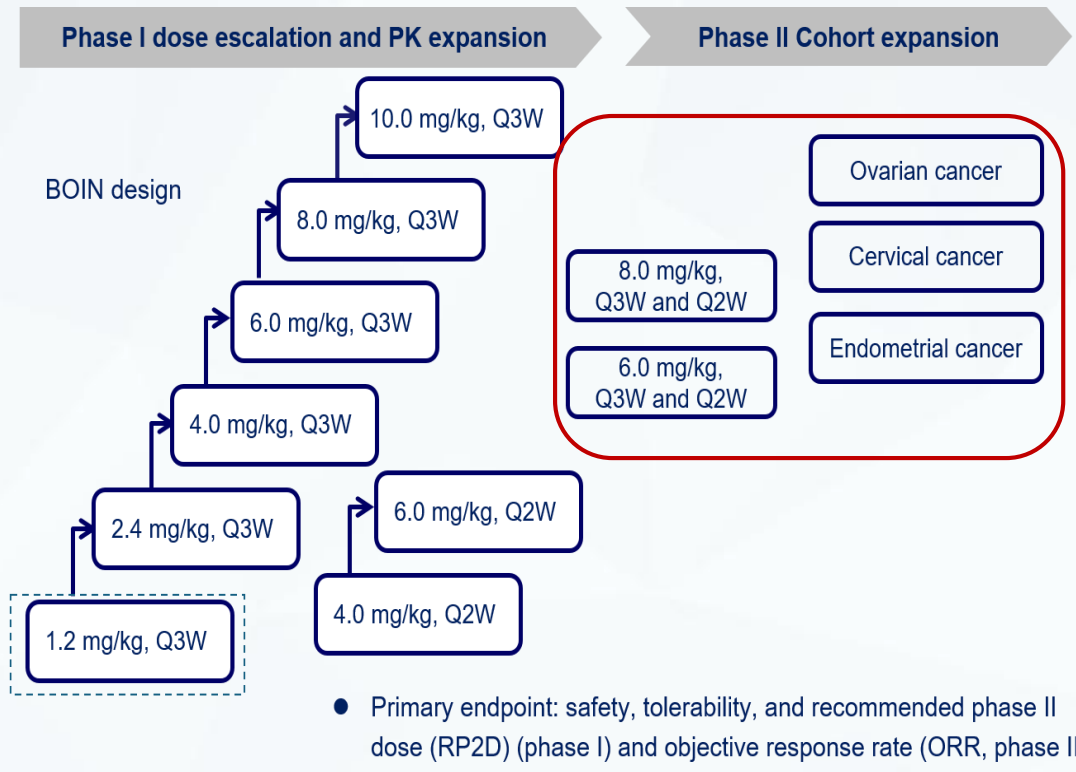 Phase I dose escalation and PK expansion
Phase II Cohort expansion
10.0 mg/kg, Q3W
BOIN design
8.0 mg/kg, Q3W
6.0 mg/kg, Q3W
4.0 mg/kg, Q3W
2.4 mg/kg, Q3W
1.2 mg/kg, Q3W
6.0 mg/kg, Q2W
4.0 mg/kg, Q2W
8.0 mg/kg,
Q3W and Q2W
6.0 mg/kg,
Q3W and Q2W
Ovarian cancer
Cervical cancer
Endometrial cancer
● Primary endpoint: safety, tolerability, and recommended phase II
dose (RP2D) (phase I) and objective response rate (ORR, phase II